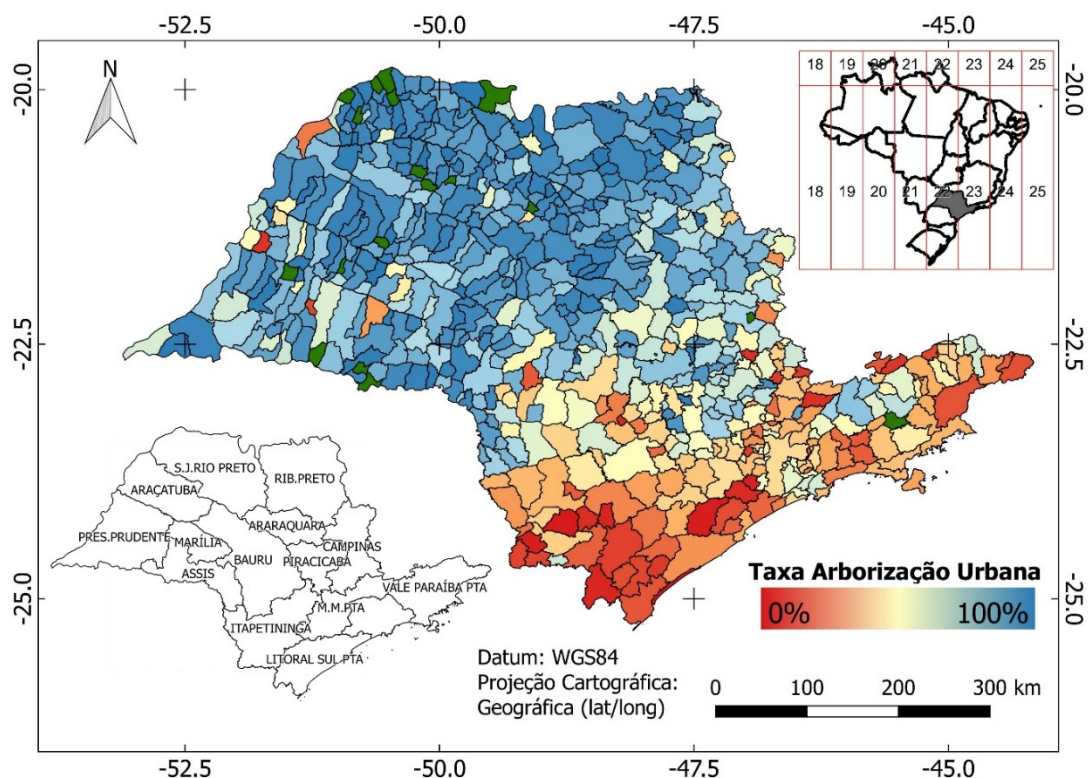 -52.5 -50.0 -47.5 -45.0
N
-20.0 -20.0
18 19 20 21 22 23 24 25
18 19 20 21 22 23 24 25
-22.5 -22.5
S.J.RIO PRETO
RIB.PRETO
ARAÇATUBA
ARARAQUARA
PRES.PRUDENTE
MARÍLIA
CAMPINAS
BAURU
PIRACICABA
ASSIS
VALE PARAÍBA PTA
M.M.PTA
ITAPETININGA
LITORAL SUL PTA
Taxa Arborização Urbana
0% 100%
-25.0 -25.0
Datum: WGS84
Projeção Cartográfica:
Geográfica (lat/long)
0 100 200 300 km
-52.5 -50.0 -47.5 -45.0